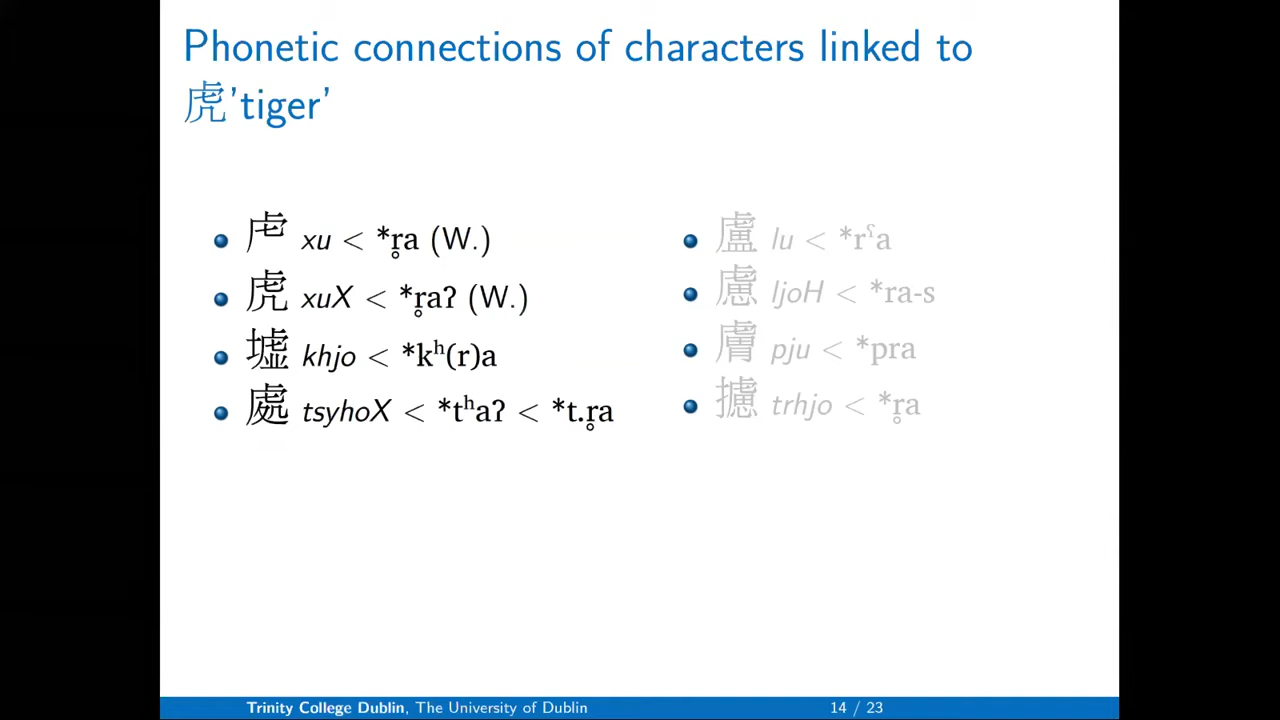 Phonetic connections of characters linked to
虎'tiger'
虍 xu < *r̥a (W.)
虎 xuX < *r̥aʔ (W.)
墟 khjo < *kʰ(r)a
處 tsyhoX < *tʰaʔ < *t.r̥a
盧 lu < *rˤa
慮 ljoH < *ra-s
膚 pju < *pra
攄 trhjo < *r̥a
Trinity College Dublin, The University of Dublin 14 / 23